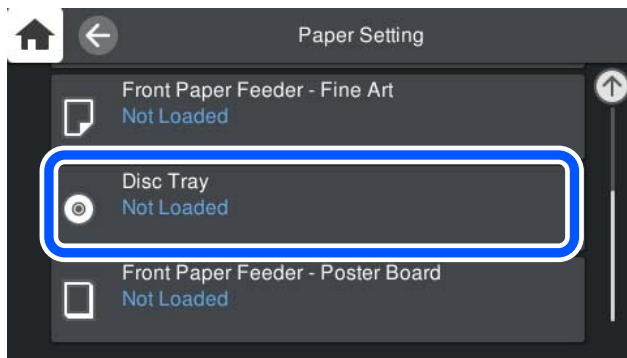 Paper Setting
Front Paper Feeder - Fine Art
Not Loaded
Disc Tray
Not Loaded
Front Paper Feeder - Poster Board
Not Loaded